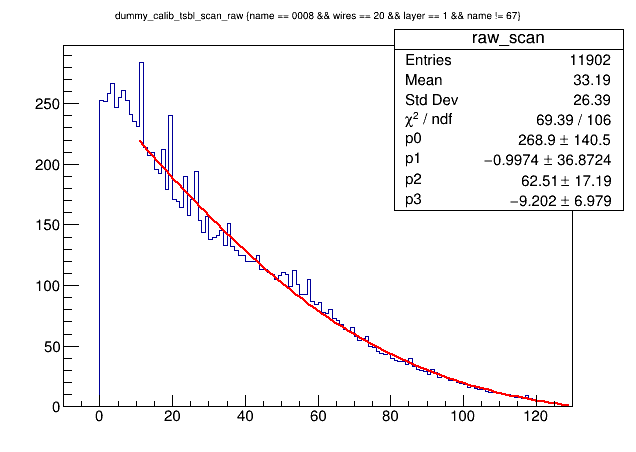 dummy_calib_tsbl_scan_raw {name == 0008 && wires == 20 && layer == 1 && name != 67}
raw_scan
Entries 11902
Mean 33.19
Std Dev 26.39
χ² / ndf 69.39 / 106
p0 268.9 ± 140.5
p1 −0.9974 ± 36.8724
p2 62.51 ± 17.19
p3 −9.202 ± 6.979
250
200
150
100
50
0
0 20 40 60 80 100 120